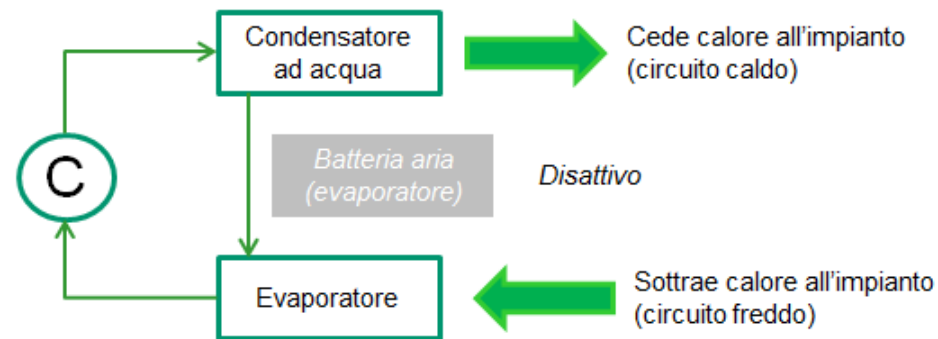 Condensatore
ad acqua
Cede calore all'impianto
(circuito caldo)
C
Batteria aria
(evaporatore)
Disattivo
Evaporatore
Sottrae calore all'impianto
(circuito freddo)